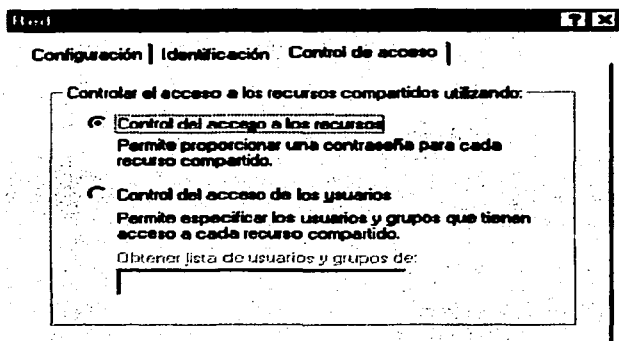 Red
Configuración Identificación Control de acceso
Controlar el acceso a los recursos compartidos utilizando:
Control del acceso a los recursos
Permite proporcionar una contraseña para cada
recurso compartido.
Control del acceso de los usuarios
Permite especificar los usuarios y grupos que tienen
acceso a cada recurso compartido.
Obtener lista de usuarios y grupos de: